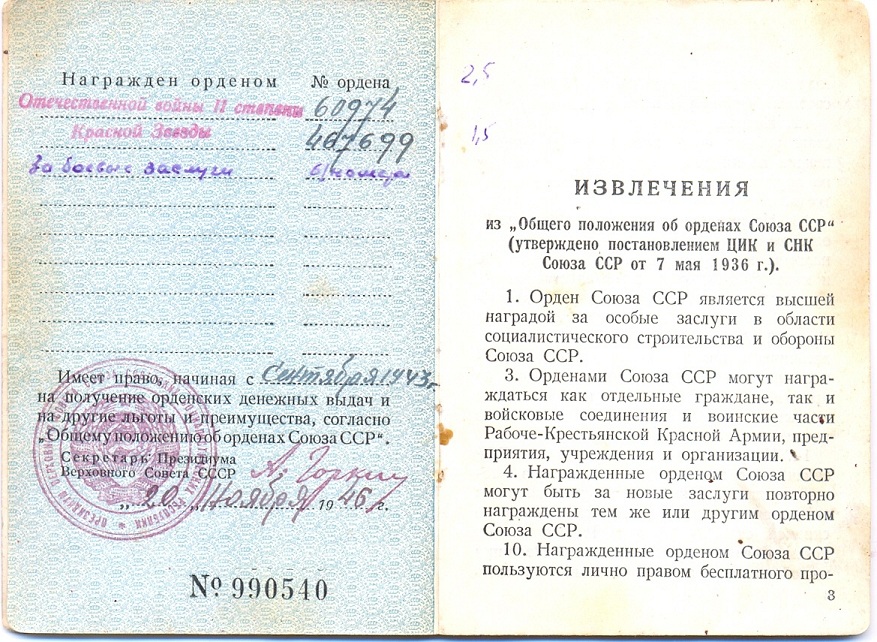 Награжден орденом № ордена
Отечественной войны II степени 60974
Красной Звезды 467699
За боевые заслуги б/номера
Имеет право, начиная с Сентября 1943 г.
на получение орденских денежных выдач и
на другие льготы и преимущества, согласно
„Общему положению об орденах Союза ССР“.
Секретарь Президиума
Верховного Совета СССР А. Горкин
„20“ Ноября 1946 г.
№ 990540
2,5
1,5
ИЗВЛЕЧЕНИЯ
из „Общего положения об орденах Союза ССР“
(утверждено постановлением ЦИК и СНК
Союза ССР от 7 мая 1936 г.).
1. Орден Союза ССР является высшей
наградой за особые заслуги в области
социалистического строительства и обороны
Союза ССР.
3. Орденами Союза ССР могут награ-
ждаться как отдельные граждане, так и
войсковые соединения и воинские части
Рабоче-Крестьянской Красной Армии, пред-
приятия, учреждения и организации.
4. Награжденные орденом Союза ССР
могут быть за новые заслуги повторно
награждены тем же или другим орденом
Союза ССР.
10. Награжденные орденом Союза ССР
пользуются лично правом бесплатного про-
3